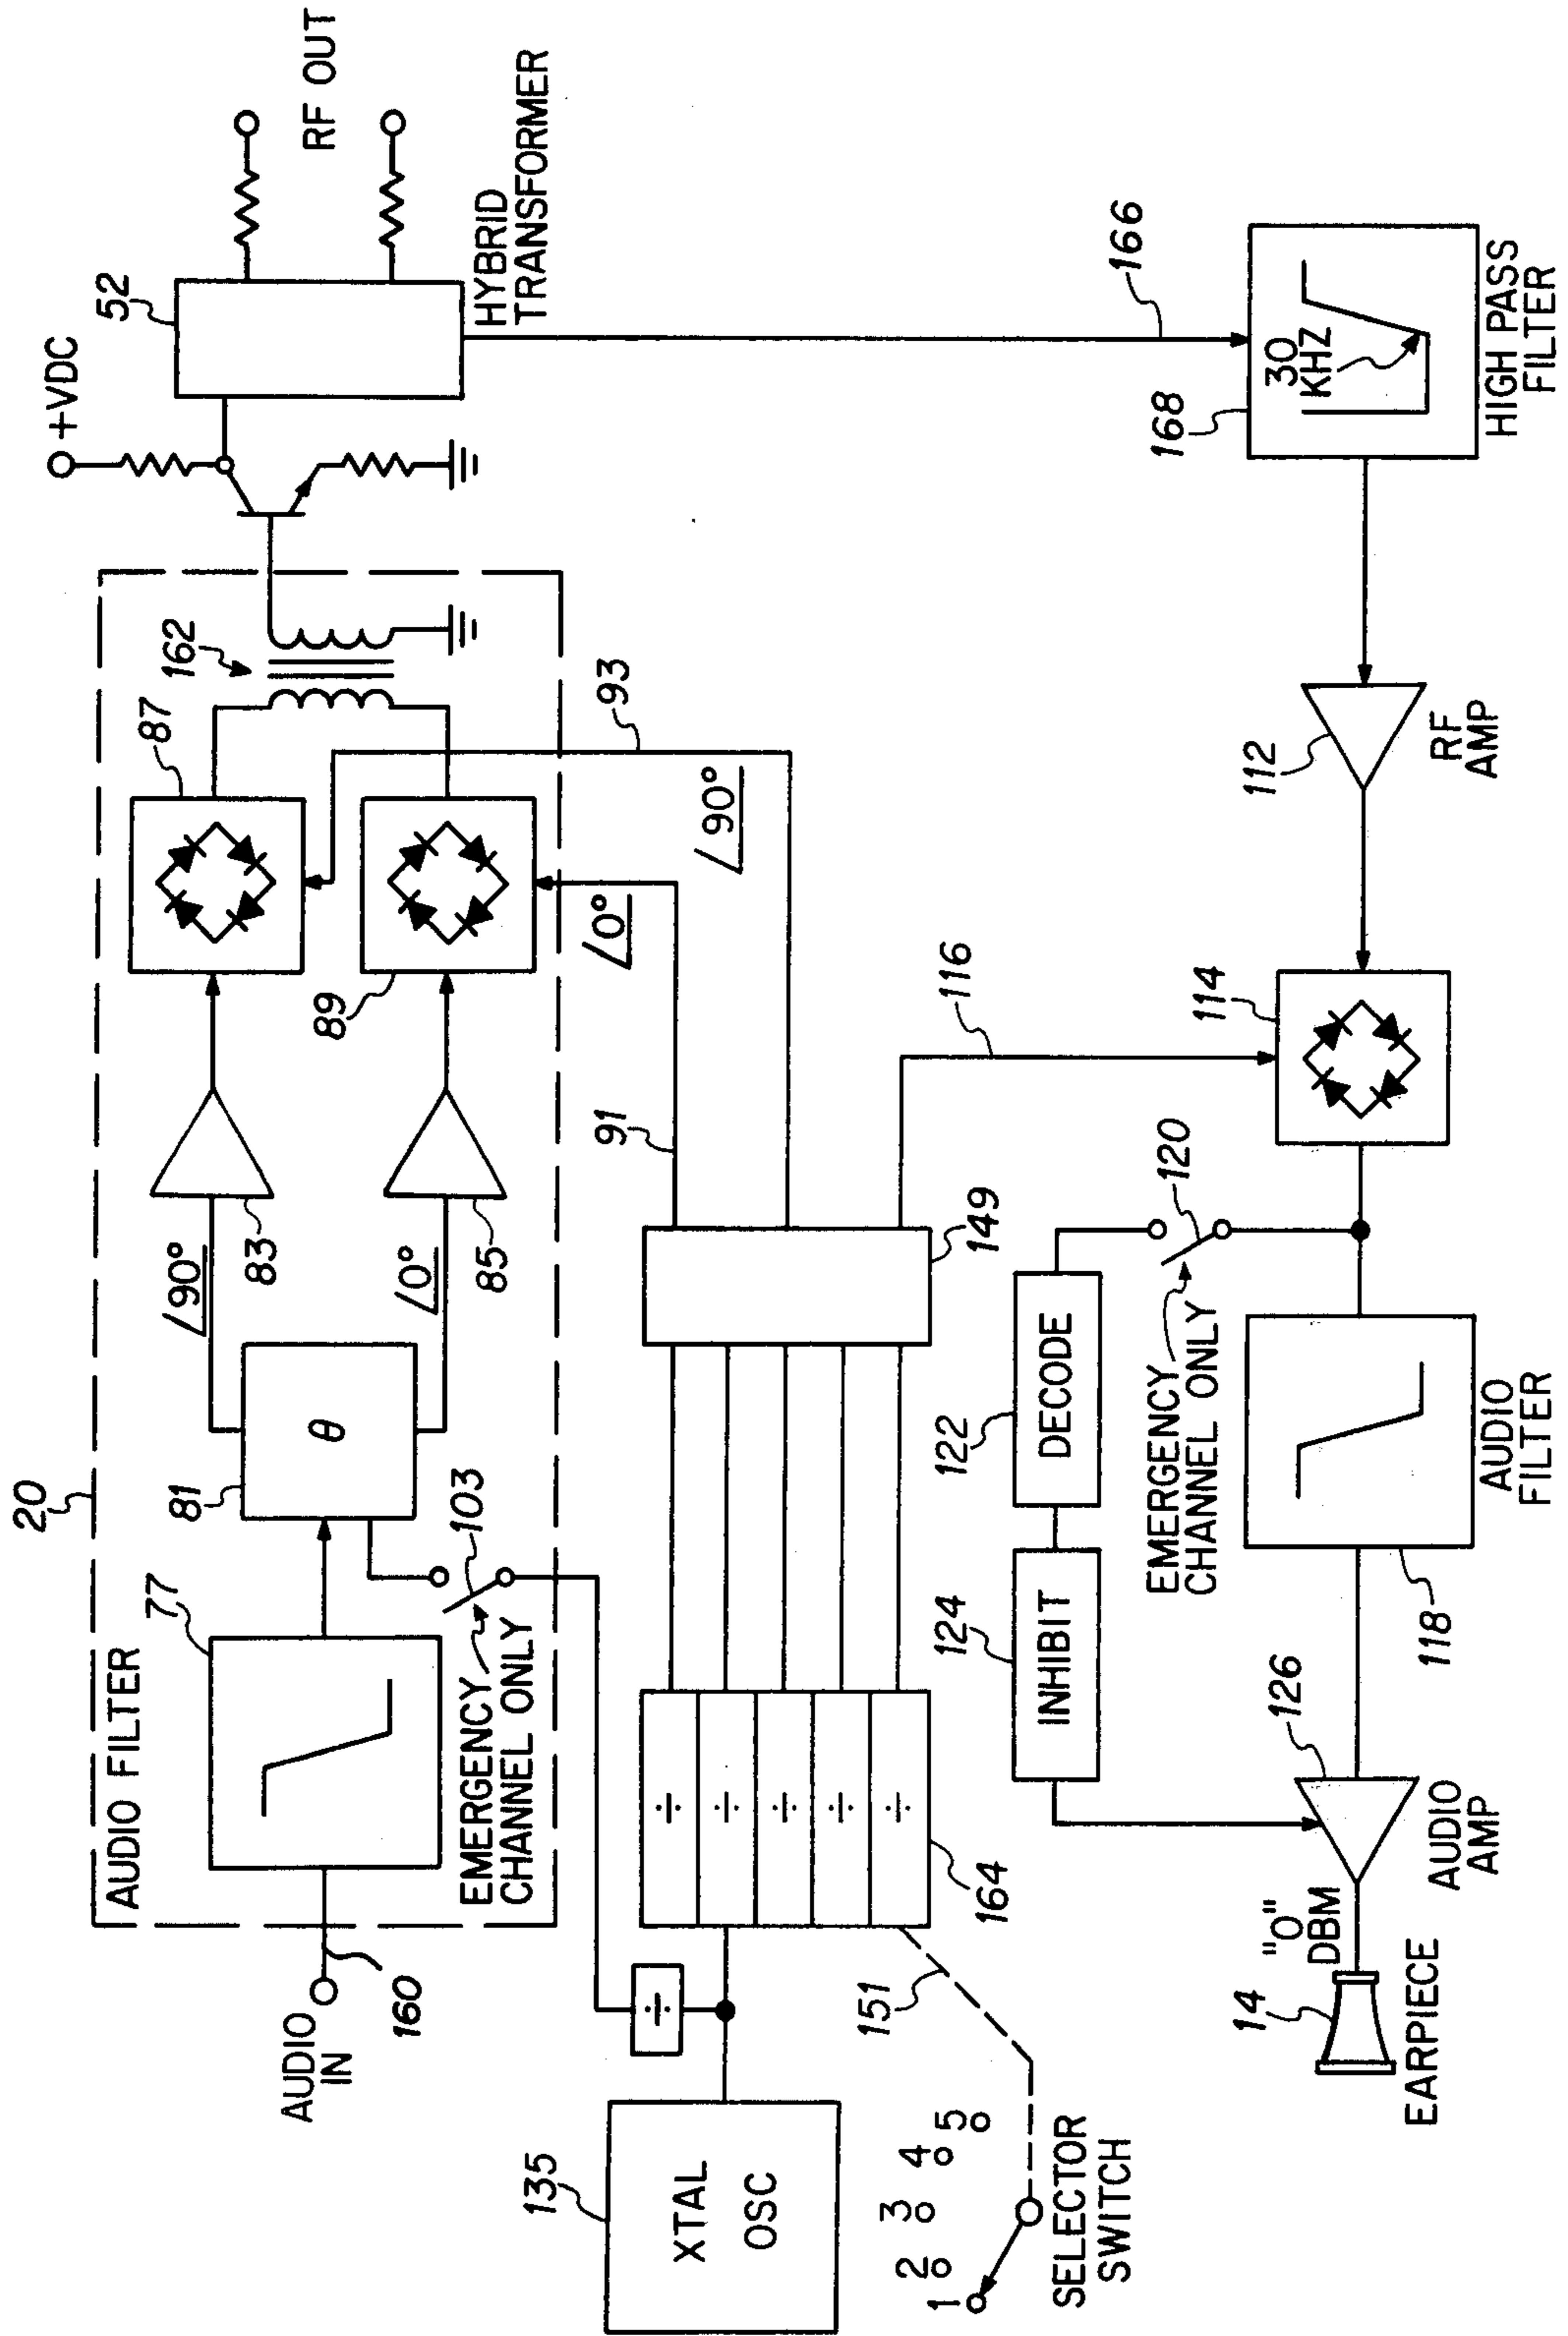 20
AUDIO FILTER
77
81
θ
∠90°
∠0°
83
85
87
89
162
+VDC
52
RF OUT
HYBRID
TRANSFORMER
AUDIO
IN
160
EMERGENCY
CHANNEL ONLY
103
91
∠0°
93
∠90°
135
XTAL
OSC
÷
÷
÷
÷
÷
÷
164
149
151
116
166
1
2
3
4
5
SELECTOR
SWITCH
124
INHIBIT
122
DECODE
120
EMERGENCY
CHANNEL ONLY
114
112
RF
AMP
168
30
KHZ
HIGH PASS
FILTER
14
EARPIECE
"0"
DBM
126
AUDIO
AMP
118
AUDIO
FILTER